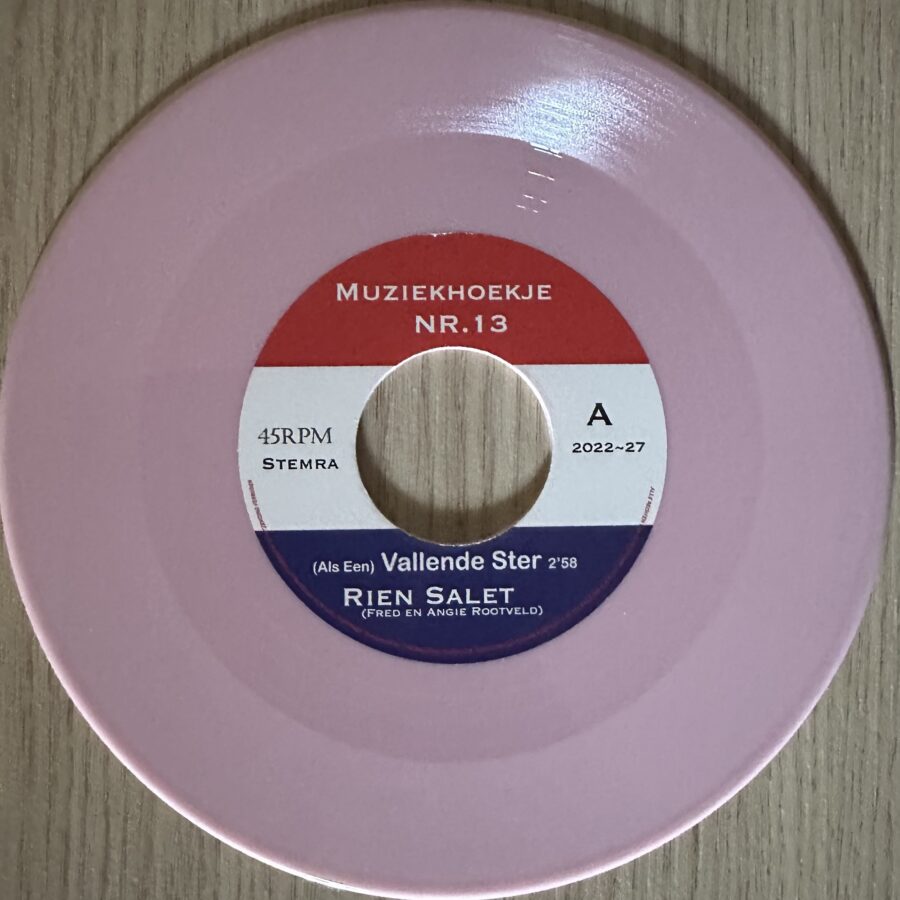 MUZIEKHOEKJE
NR.13
45RPM
STEMRA
A
2022~27
(Als Een) Vallende Ster 2'58
RIEN SALET
(FRED EN ANGIE ROOTVELD)